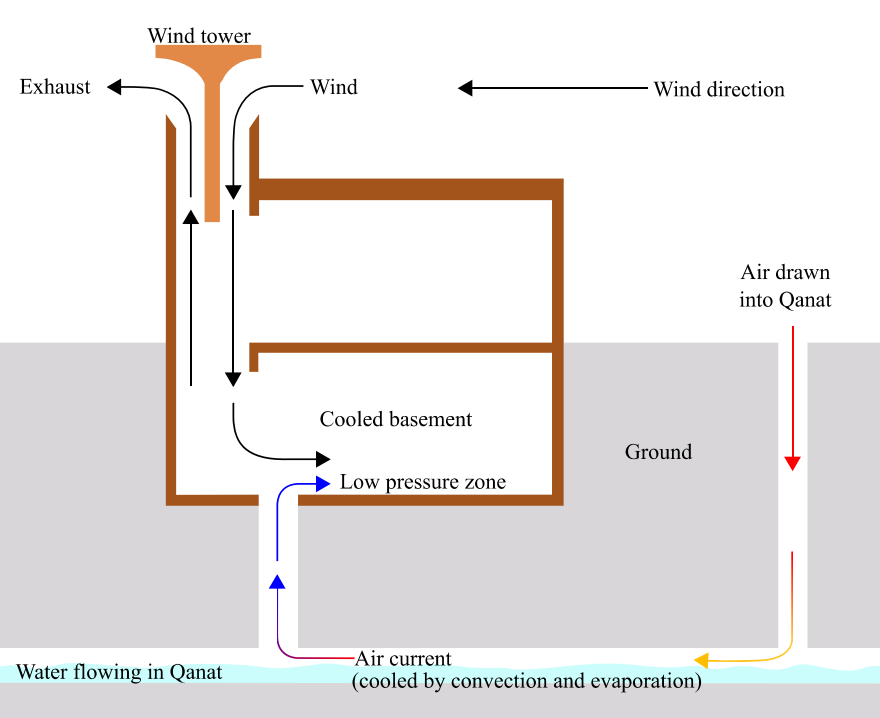 Wind tower
Exhaust
Wind
Wind direction
Air drawn
into Qanat
Cooled basement
Ground
Low pressure zone
Air current
(cooled by convection and evaporation)
Water flowing in Qanat